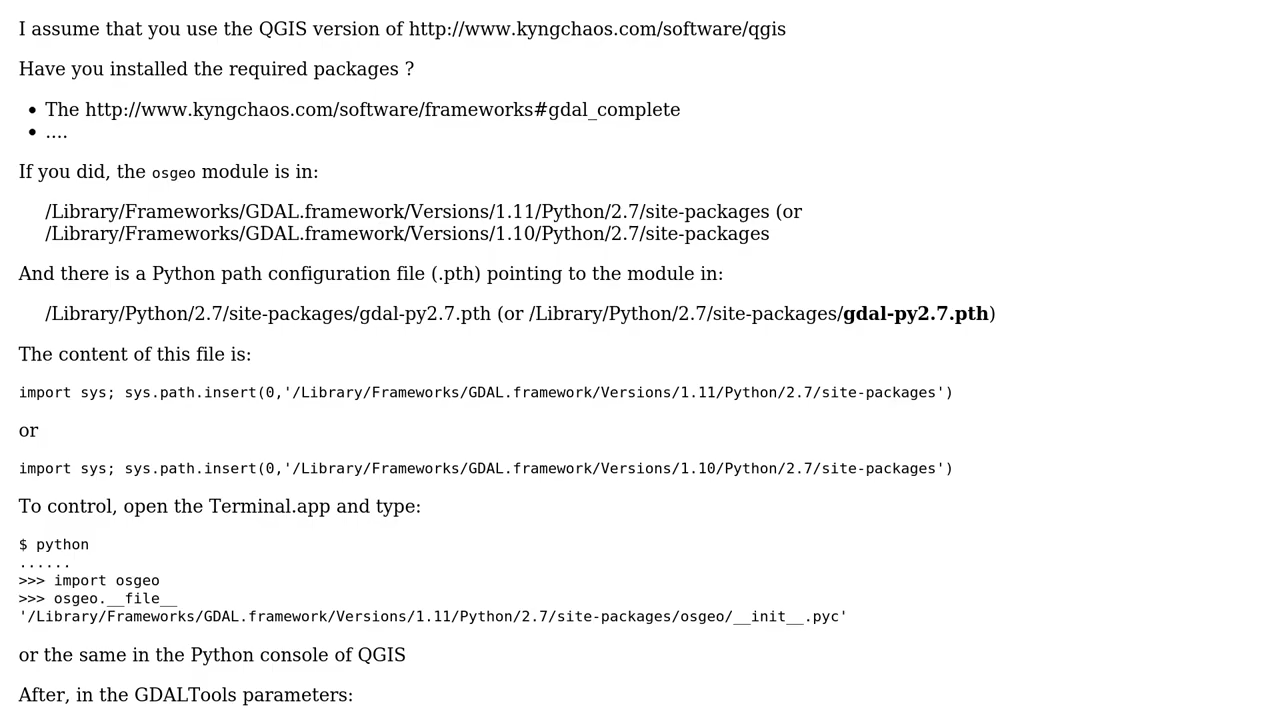 I assume that you use the QGIS version of http://www.kyngchaos.com/software/qgis
Have you installed the required packages ?
• The http://www.kyngchaos.com/software/frameworks#gdal_complete
• ....
If you did, the osgeo module is in:
/Library/Frameworks/GDAL.framework/Versions/1.11/Python/2.7/site-packages (or
/Library/Frameworks/GDAL.framework/Versions/1.10/Python/2.7/site-packages
And there is a Python path configuration file (.pth) pointing to the module in:
/Library/Python/2.7/site-packages/gdal-py2.7.pth (or /Library/Python/2.7/site-packages/gdal-py2.7.pth)
The content of this file is:
import sys; sys.path.insert(0,'/Library/Frameworks/GDAL.framework/Versions/1.11/Python/2.7/site-packages')
or
import sys; sys.path.insert(0,'/Library/Frameworks/GDAL.framework/Versions/1.10/Python/2.7/site-packages')
To control, open the Terminal.app and type:
$ python
......
>>> import osgeo
>>> osgeo.__file__
'/Library/Frameworks/GDAL.framework/Versions/1.11/Python/2.7/site-packages/osgeo/__init__.pyc'
or the same in the Python console of QGIS
After, in the GDALTools parameters: